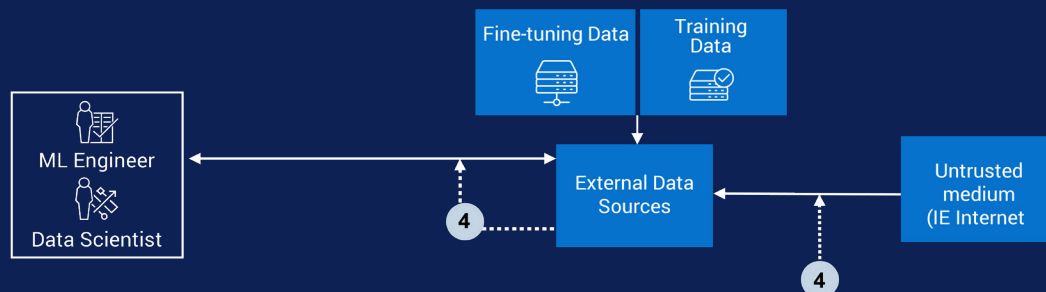 Fine-tuning Data
Training
Data
ML Engineer
Data Scientist
4
External Data
Sources
Untrusted
medium
(IE Internet
4